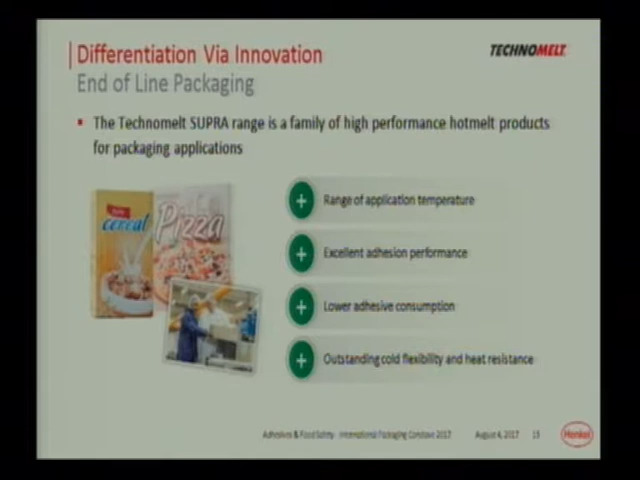 Differentiation Via Innovation
TECHNOMELT
End of Line Packaging
The Technomelt SUPRA range is a family of high performance hotmelt products
for packaging applications
cereal
Pizza
Range of application temperature
Excellent adhesion performance
Lower adhesive consumption
Outstanding cold flexibility and heat resistance
Adhesives & Food Safety - International Packaging Conclave 2017 August 4, 2017 13
Henkel